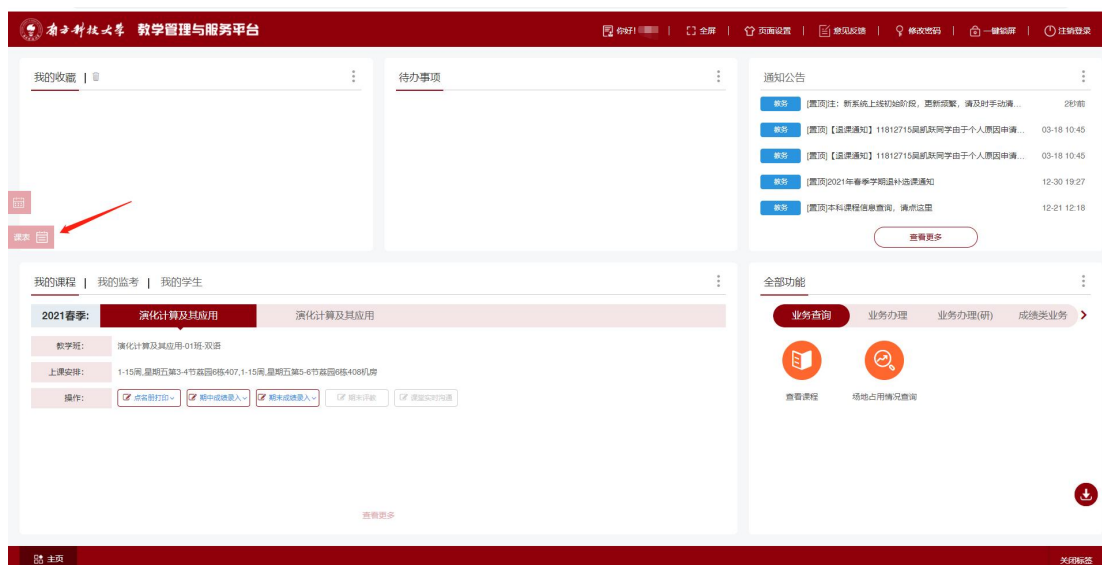 南方科技大学 教学管理与服务平台
你好! | 全屏 | 页面设置 | 意见反馈 | 修改密码 | 一键锁屏 | 注销登录
我的收藏 |
待办事项
通知公告
教务 [置顶]注：新系统上线初始阶段，更新频繁，请及时手动清... 2秒前
教务 [置顶]【退课通知】11812715吴凯跃同学由于个人原因申请... 03-18 10:45
教务 [置顶]【退课通知】11812715吴凯跃同学由于个人原因申请... 03-18 10:45
教务 [置顶]2021年春季学期退补选课通知 12-30 19:27
教务 [置顶]本科课程信息查询，请点这里 12-21 12:18
查看更多
课表
我的课程 | 我的监考 | 我的学生
2021春季: 演化计算及其应用 演化计算及其应用
教学班: 演化计算及其应用-01班-双语
上课安排: 1-15周,星期五第3-4节荔园6栋407,1-15周,星期五第5-6节荔园6栋408机房
操作: 点名册打印 期中成绩录入 期末成绩录入 期末评教 课堂实时沟通
查看更多
全部功能
业务查询 业务办理 业务办理(研) 成绩类业务
查看课程 场地占用情况查询
主页
关闭标签